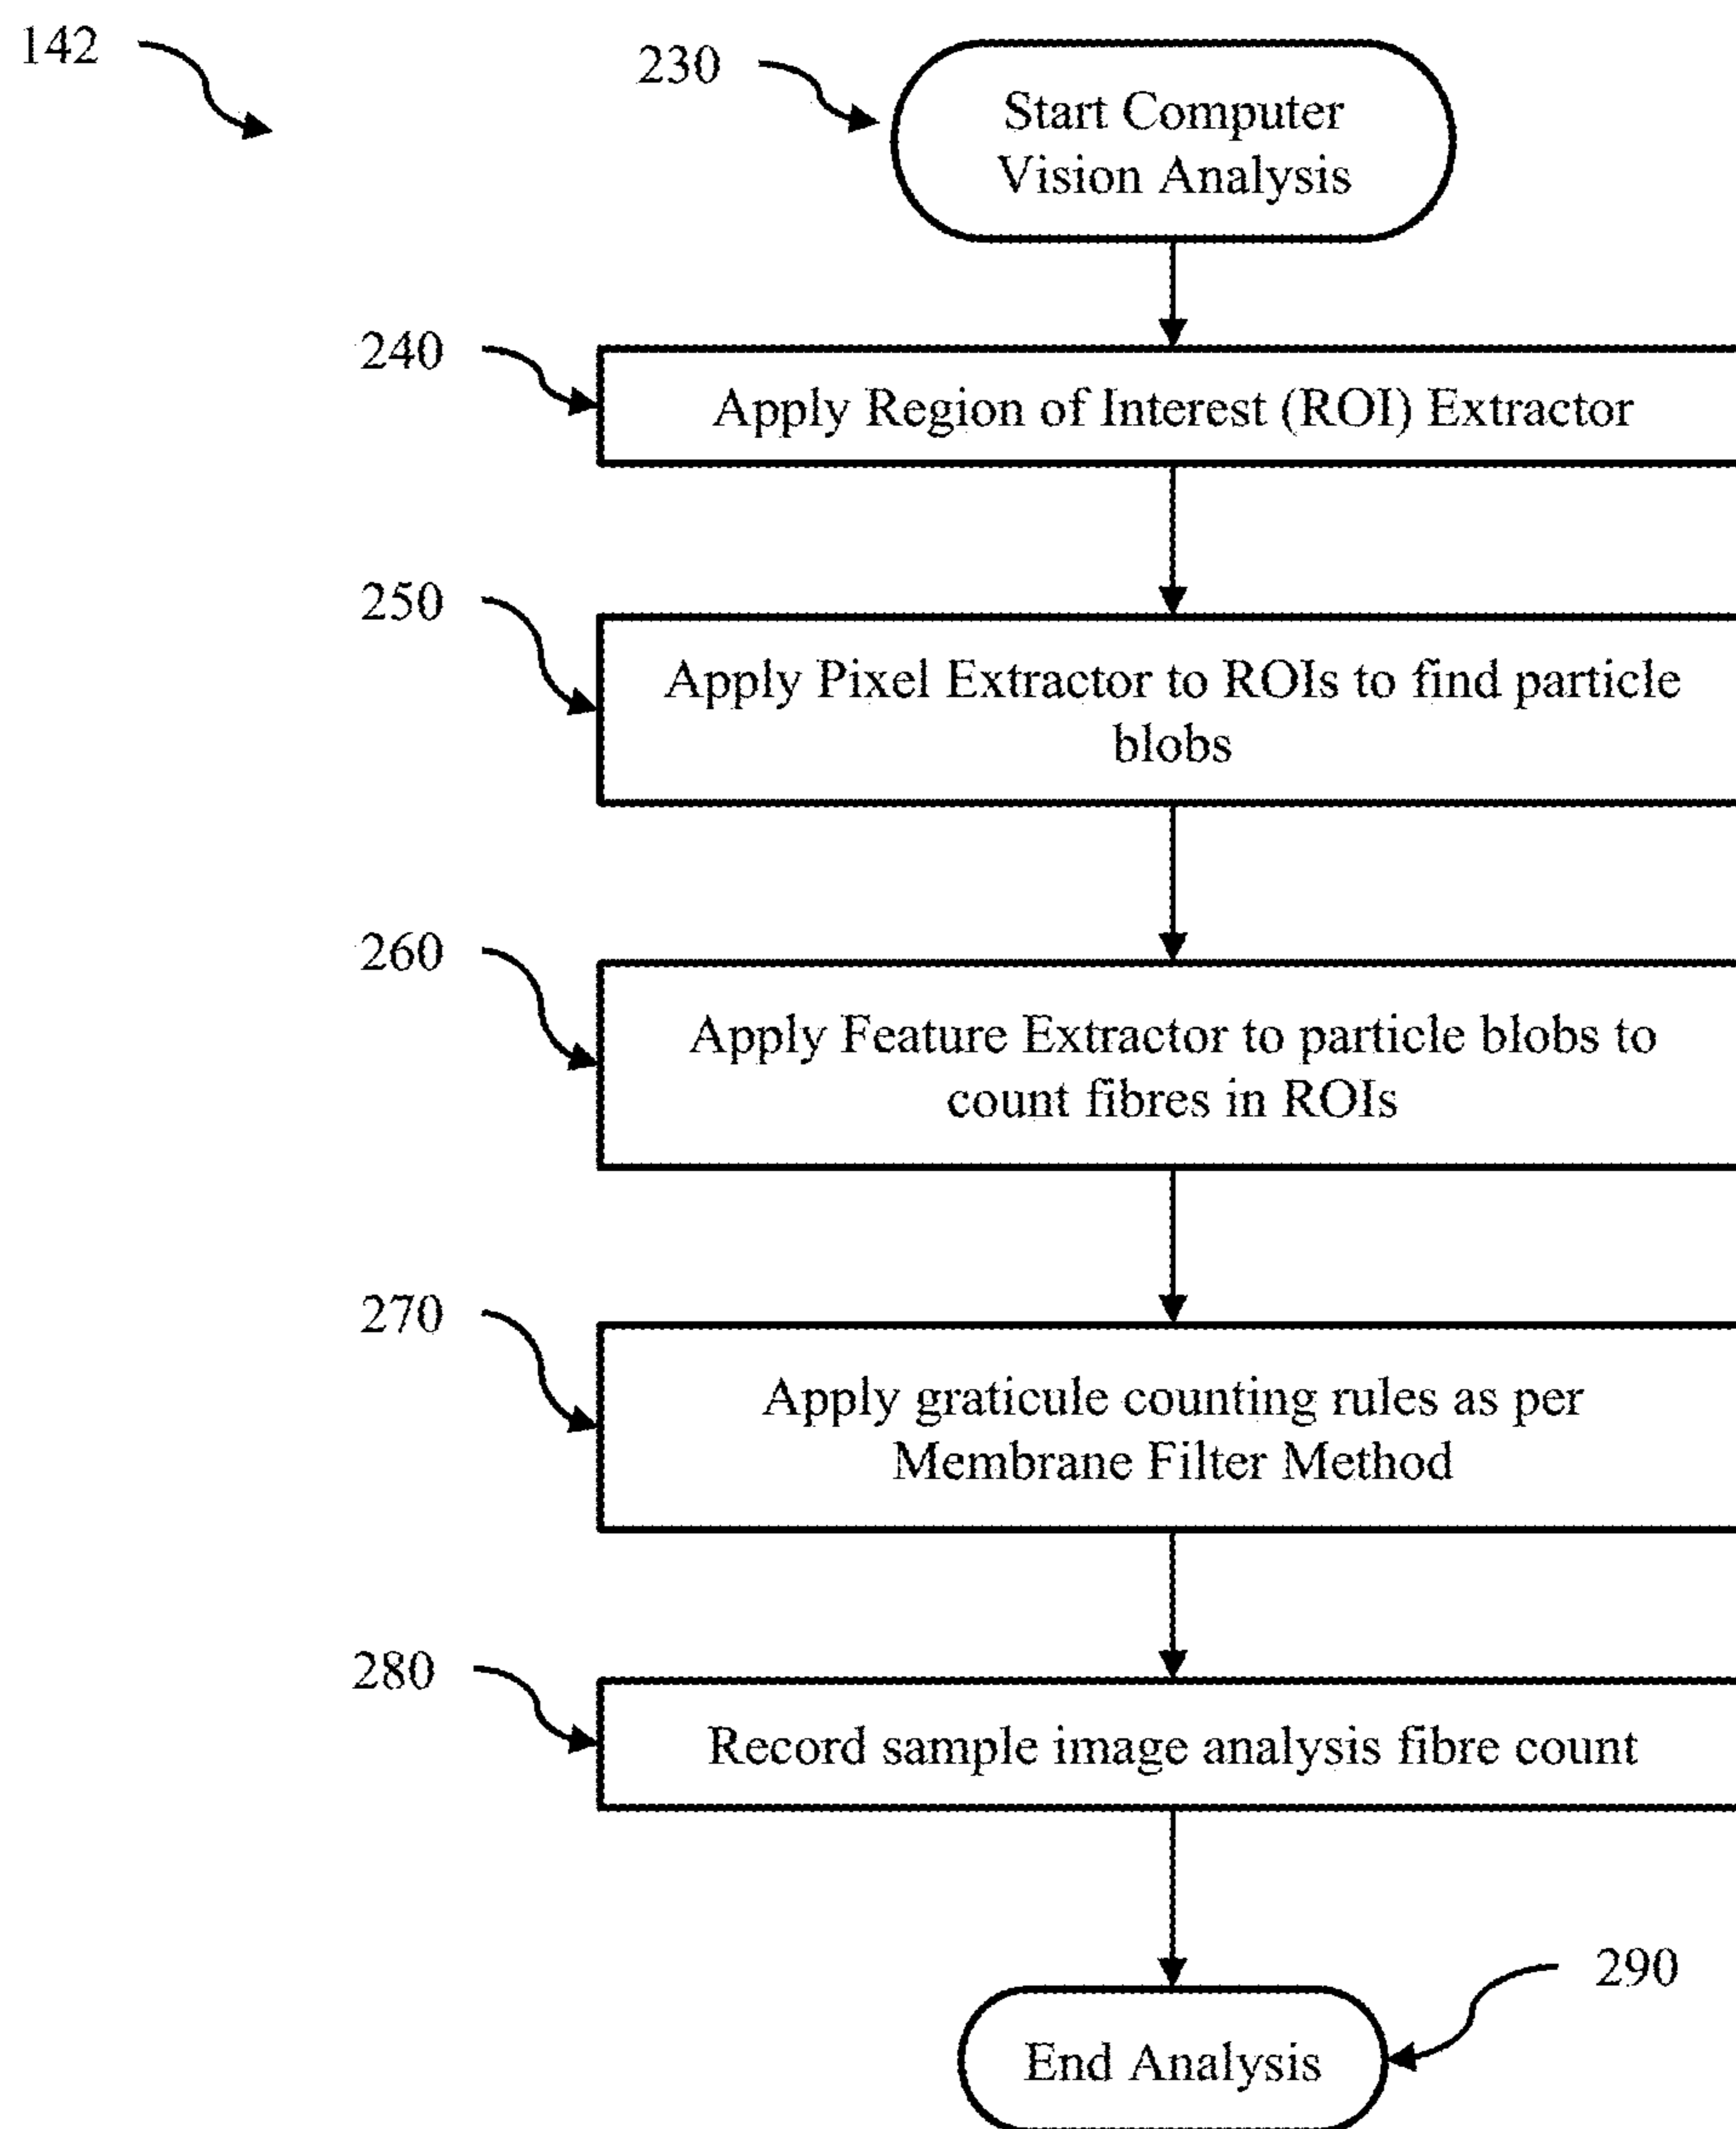 142
230
Start Computer
Vision Analysis
240
Apply Region of Interest (ROI) Extractor
250
Apply Pixel Extractor to ROIs to find particle
blobs
260
Apply Feature Extractor to particle blobs to
count fibres in ROIs
270
Apply graticule counting rules as per
Membrane Filter Method
280
Record sample image analysis fibre count
290
End Analysis